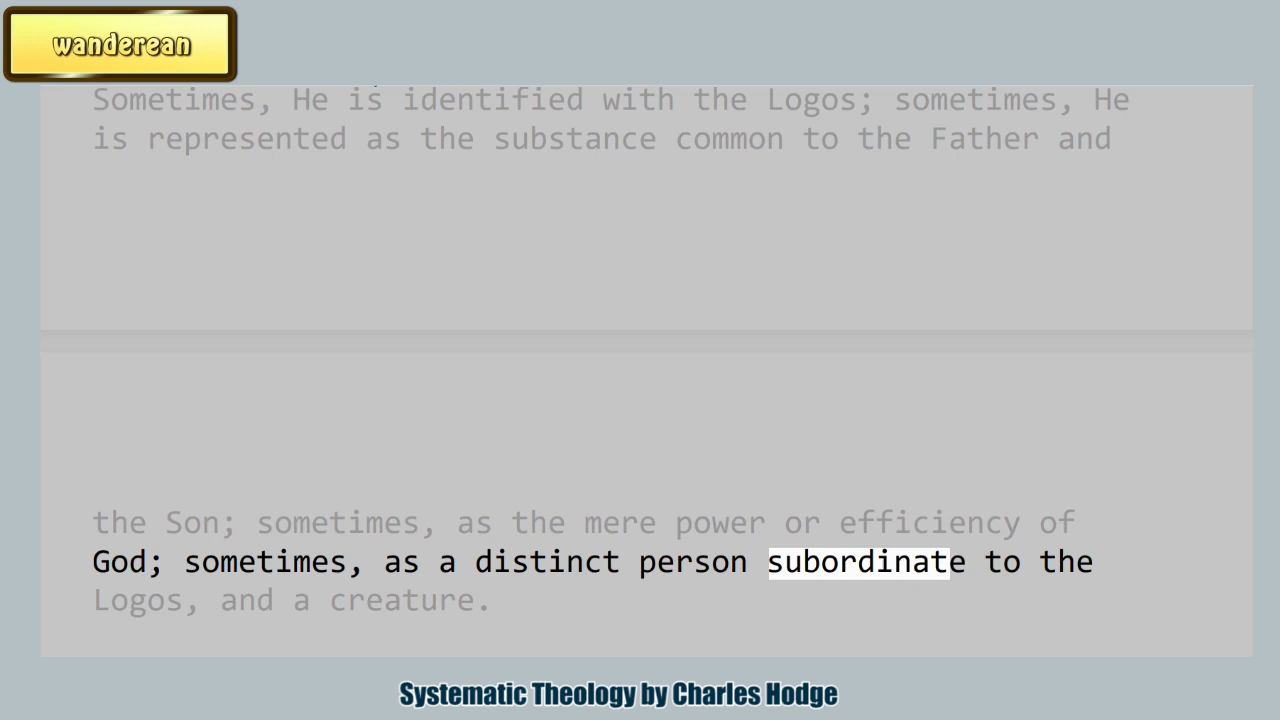 wanderean
Sometimes, He is identified with the Logos; sometimes, He
is represented as the substance common to the Father and
the Son; sometimes, as the mere power or efficiency of
God; sometimes, as a distinct person subordinate to the
Logos, and a creature.
Systematic Theology by Charles Hodge